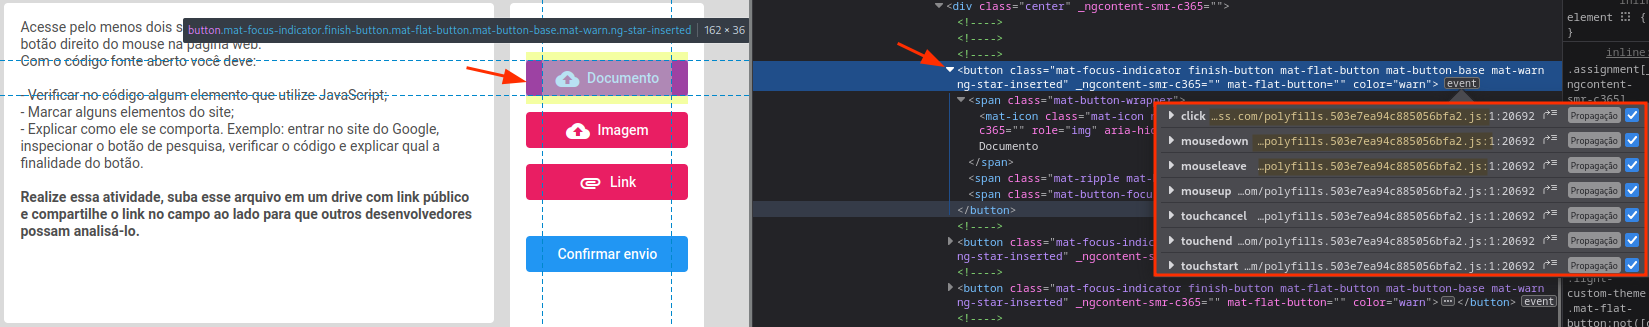 Acesse pelo menos dois s
button.mat-focus-indicator.finish-button.mat-flat-button.mat-button-base.mat-warn.ng-star-inserted | 162 × 36
botão direito do mouse na página web.
Com o código fonte aberto você deve:
- Verificar no código algum elemento que utilize JavaScript;
- Marcar alguns elementos do site;
- Explicar como ele se comporta. Exemplo: entrar no site do Google,
inspecionar o botão de pesquisa, verificar o código e explicar qual a
finalidade do botão.
Realize essa atividade, suba esse arquivo em um drive com link público
e compartilhe o link no campo ao lado para que outros desenvolvedores
possam analisá-lo.
Documento
Imagem
Link
Confirmar envio
<div class="center" _ngcontent-smr-c365="">
<!---->
<!---->
<!---->
<button class="mat-focus-indicator finish-button mat-flat-button mat-button-base mat-warn
ng-star-inserted" _ngcontent-smr-c365="" mat-flat-button="" color="warn"> event
<span class="mat-button-wrapper">
<mat-icon class="mat-icon
c365="" role="img" aria-hi
Documento
</span>
<span class="mat-ripple mat-
<span class="mat-button-focu
</button>
<!---->
<button class="mat-focus-indic
ng-star-inserted" _ngcontent-s
<!---->
<button class="mat-focus-indicator finish-button mat-flat-button mat-button-base mat-warn
ng-star-inserted" _ngcontent-smr-c365="" mat-flat-button="" color="warn"> ⋯ </button> event
<!---->
click …ss.com/polyfills.503e7ea94c885056bfa2.js:1:20692 Propagação
mousedown …polyfills.503e7ea94c885056bfa2.js:1:20692 Propagação
mouseleave …polyfills.503e7ea94c885056bfa2.js:1:20692 Propagação
mouseup …om/polyfills.503e7ea94c885056bfa2.js:1:20692 Propagação
touchcancel …polyfills.503e7ea94c885056bfa2.js:1:20692 Propagação
touchend …om/polyfills.503e7ea94c885056bfa2.js:1:20692 Propagação
touchstart …m/polyfills.503e7ea94c885056bfa2.js:1:20692 Propagação
element {
}
inline
.assignment[_
ngcontent-
smr-c365]
custom-theme
.mat-flat-
button:not([